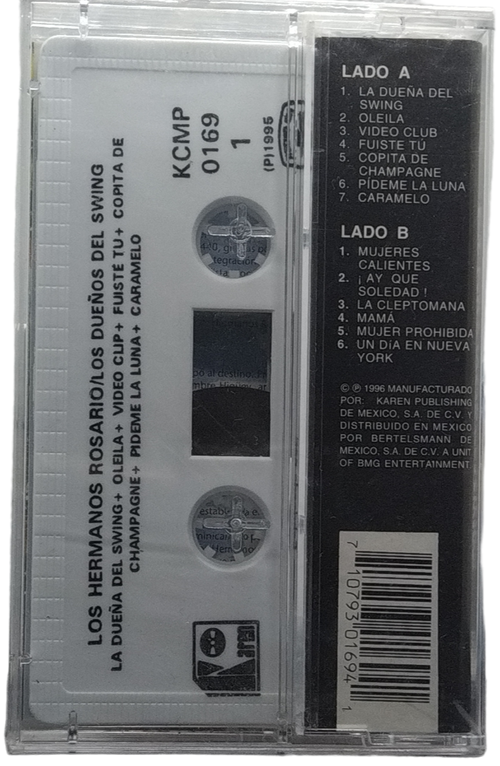 LOS HERMANOS ROSARIO/LOS DUEÑOS DEL SWING
LA DUEÑA DEL SWING+ OLEILA+ VIDEO CLIP+ FUISTE TU+ COPITA DE
CHAMPAGNE+ PIDEME LA LUNA+ CARAMELO
KCMP
0169
1
(P)1995
Karen
LADO A
1. LA DUEÑA DEL
SWING
2. OLEILA
3. VIDEO CLUB
4. FUISTE TÚ
5. COPITA DE
CHAMPAGNE
6. PÍDEME LA LUNA
7. CARAMELO
LADO B
1. MUJERES
CALIENTES
2. ¡ AY QUE
SOLEDAD !
3. LA CLEPTOMANA
4. MAMÁ
5. MUJER PROHIBIDA
6. UN DÍA EN NUEVA
YORK
© ℗ 1996 MANUFACTURADO
POR: KAREN PUBLISHING
DE MEXICO, S.A. DE C.V. Y
DISTRIBUIDO EN MEXICO
POR BERTELSMANN DE
MEXICO, S.A. DE C.V. A UNIT
OF BMG ENTERTAINMENT
7 10793 01694 1